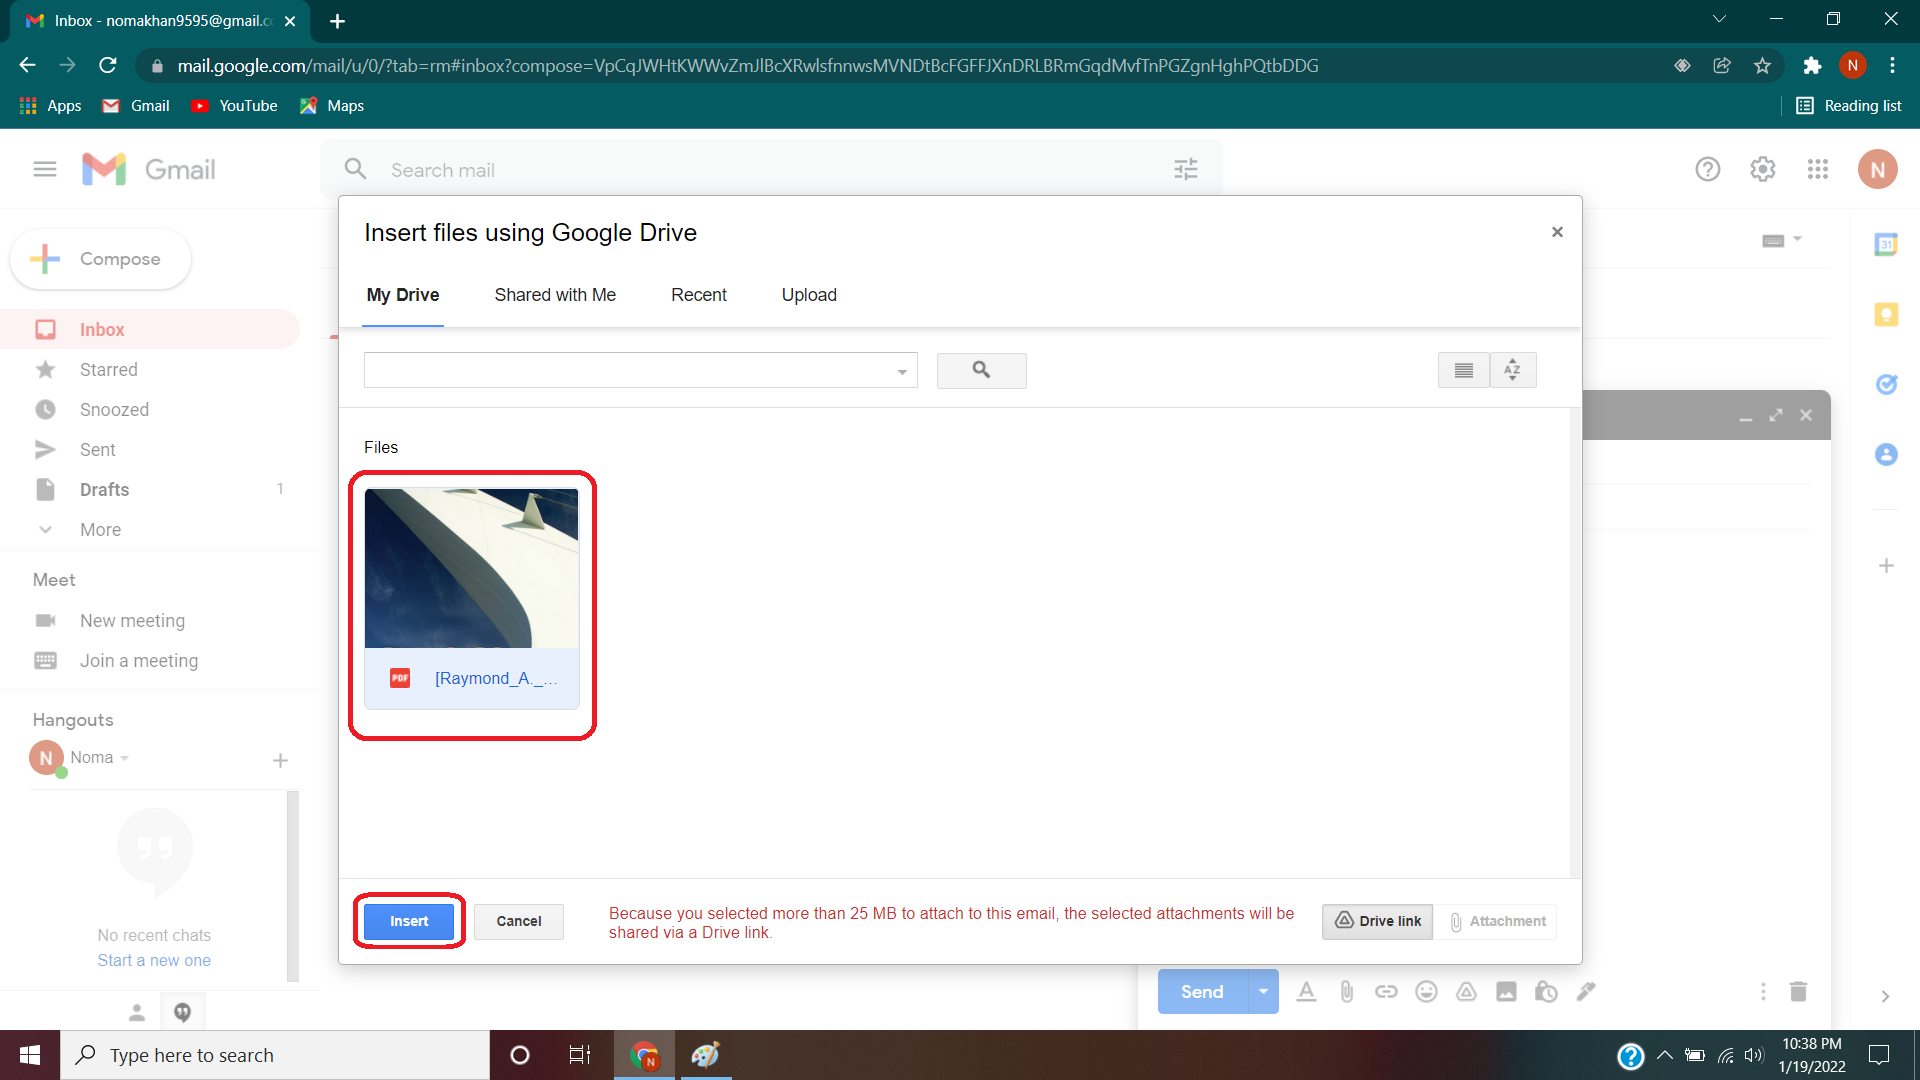 Inbox - nomakhan9595@gmail.c
mail.google.com/mail/u/0/?tab=rm#inbox?compose=VpCqJWHtKWWvZmJlBcXRwlsfnnwsMVNDtBcFGFFJXnDRLBRmGqdMvfTnPGZgnHghPQtbDDG
N
Apps
Gmail
YouTube
Maps
Reading list
Gmail
Search mail
N
Insert files using Google Drive
Compose
31
My Drive
Shared with Me
Recent
Upload
Inbox
Starred
AZ
Snoozed
Files
Sent
Drafts
1
More
Meet
New meeting
Join a meeting
PDF
[Raymond_A._...
Hangouts
N
Noma
No recent chats
Start a new one
Insert
Cancel
Because you selected more than 25 MB to attach to this email, the selected attachments will be
shared via a Drive link.
Drive link
Attachment
Send
Type here to search
N
10:38 PM
1/19/2022